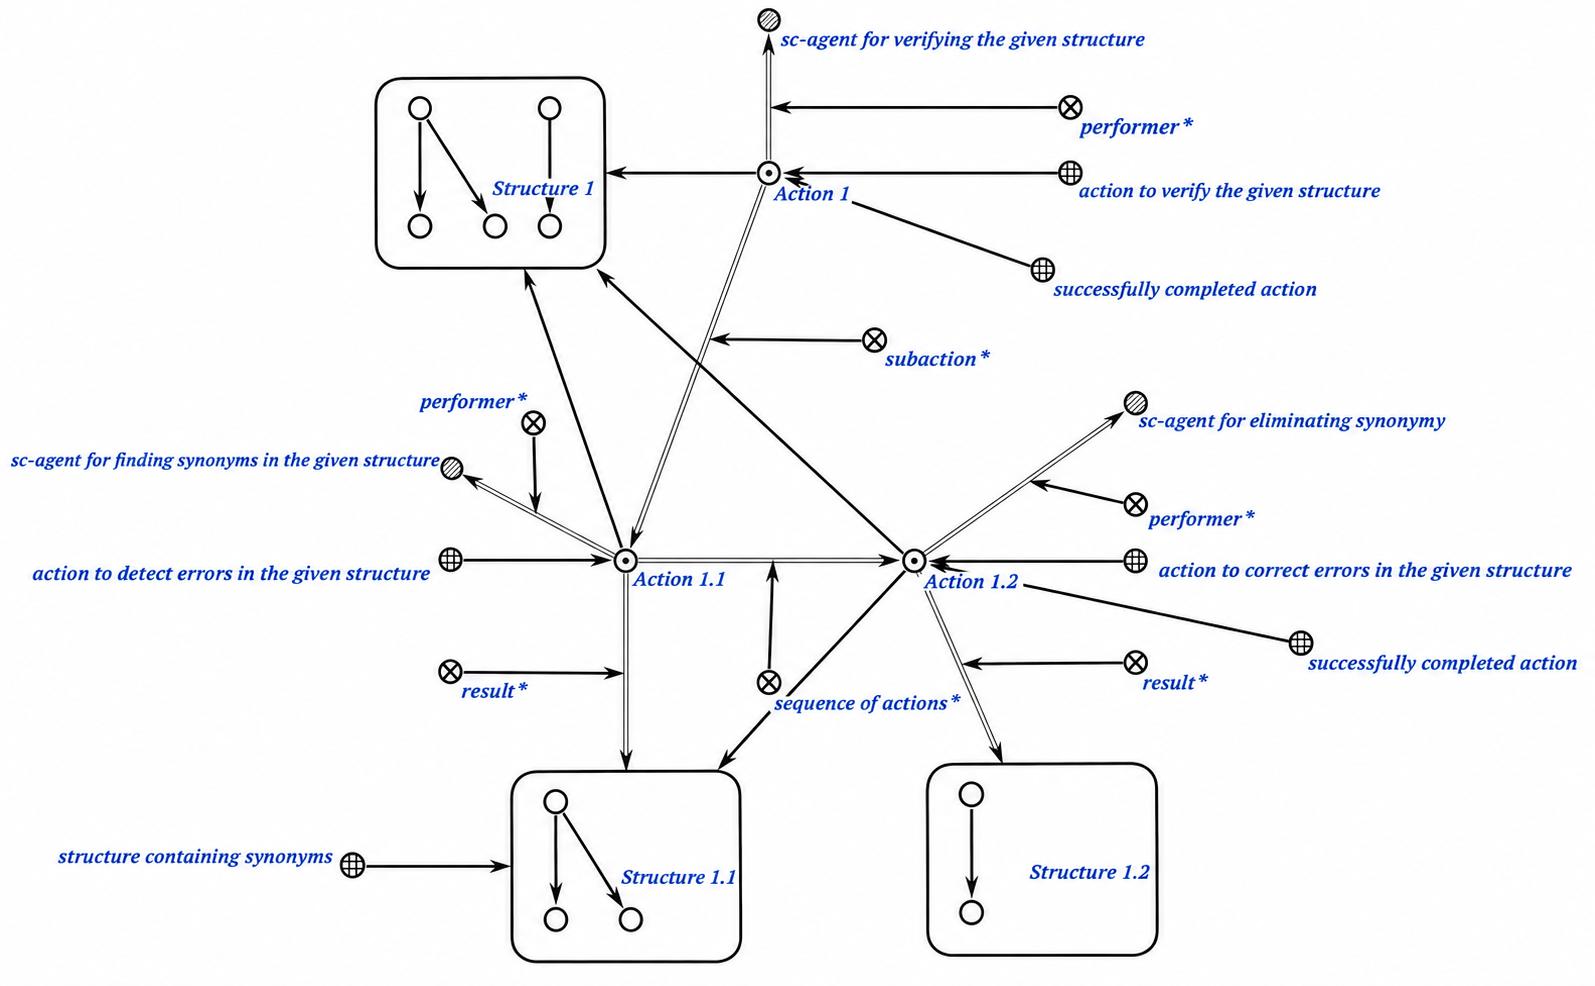 sc-agent for verifying the given structure
performer*
Structure 1
Action 1
action to verify the given structure
successfully completed action
subaction*
performer*
sc-agent for eliminating synonymy
sc-agent for finding synonyms in the given structure
performer*
action to detect errors in the given structure
Action 1.1
Action 1.2
action to correct errors in the given structure
successfully completed action
result*
result*
sequence of actions*
structure containing synonyms
Structure 1.1
Structure 1.2